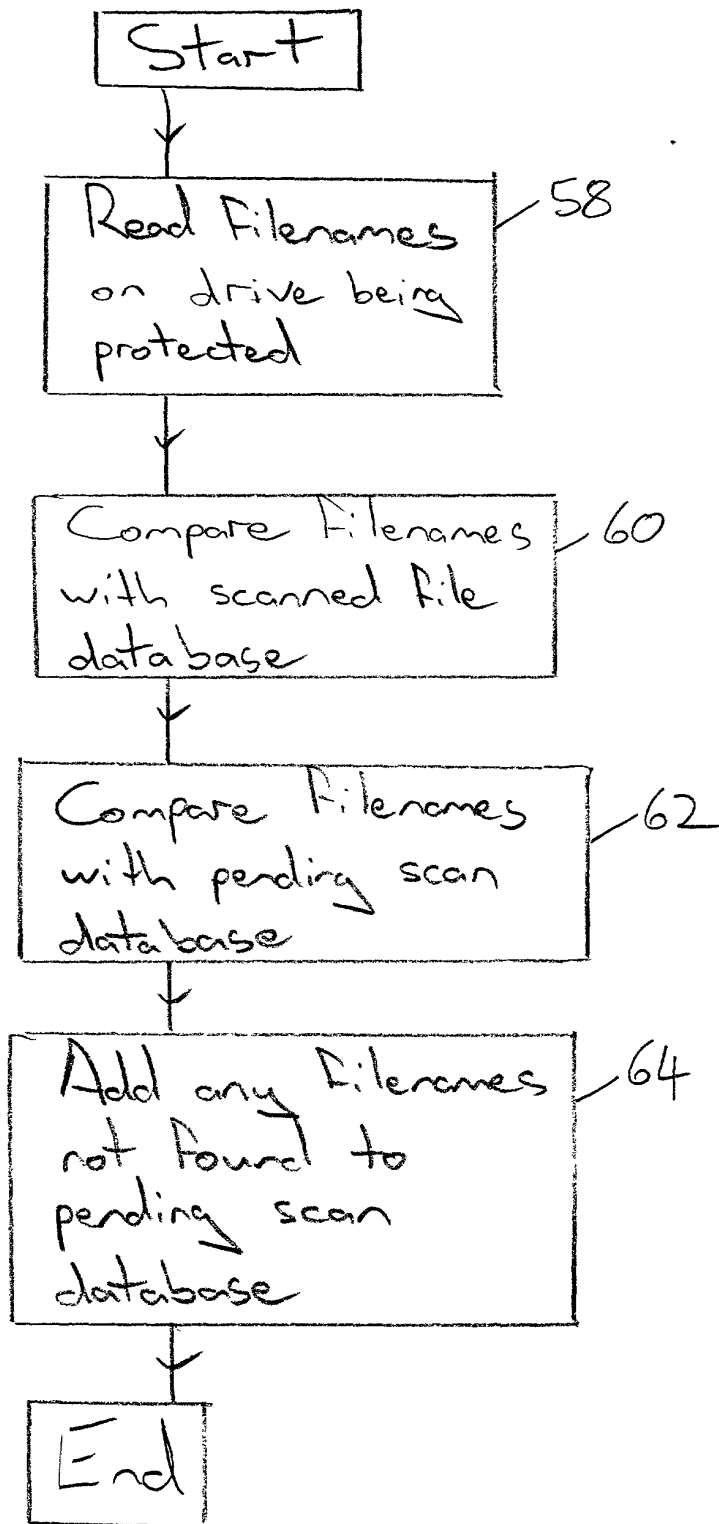 Start
Read Filenames
58
on drive being
protected
Compare Filenames
60
with scanned file
database
Compare Filenames
62
with pending scan
database
Add any Filenames
64
not found to
pending scan
database
End